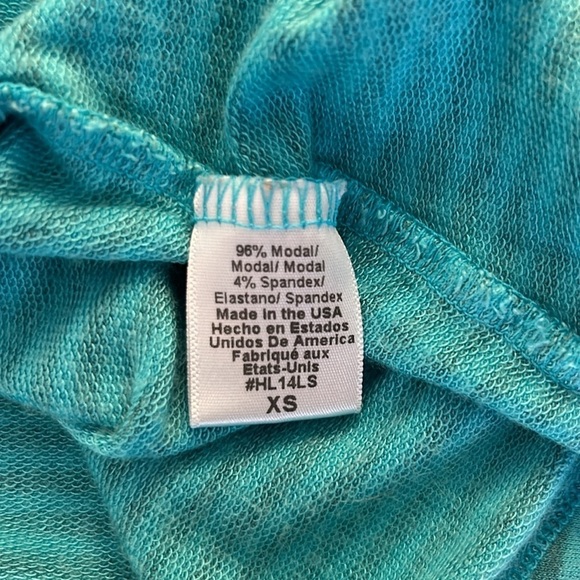 96% Modal/
Modal/ Modal
4% Spandex/
Elastano/ Spandex
Made in the USA
Hecho en Estados
Unidos De America
Fabriqué aux
Etats-Unis
#HL14LS
XS